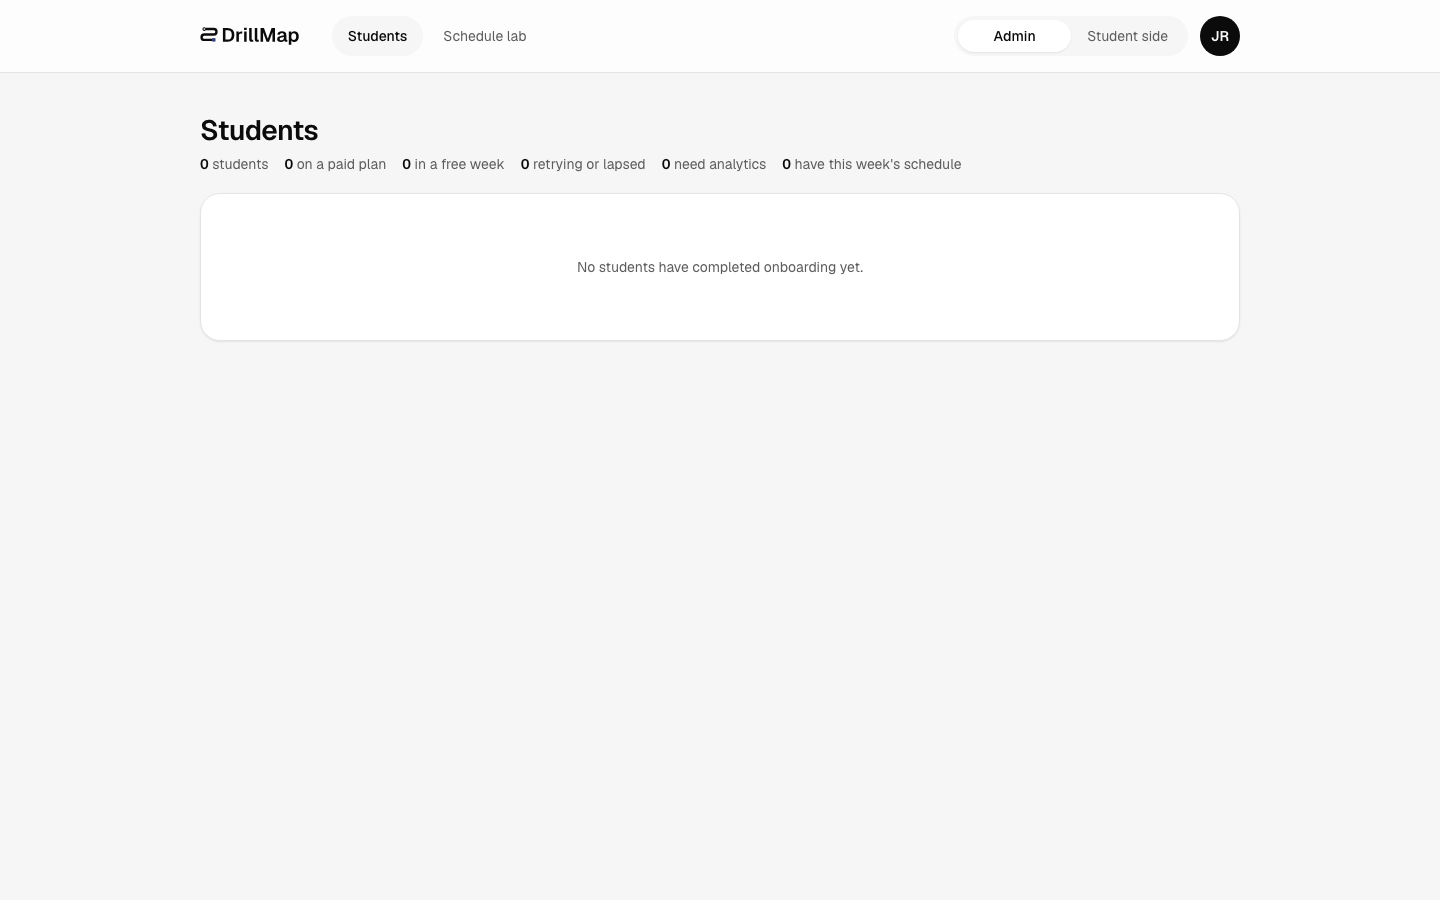 DrillMap
Students
Schedule lab
Admin
Student side
JR
Students
0 students 0 on a paid plan 0 in a free week 0 retrying or lapsed 0 need analytics 0 have this week's schedule
No students have completed onboarding yet.